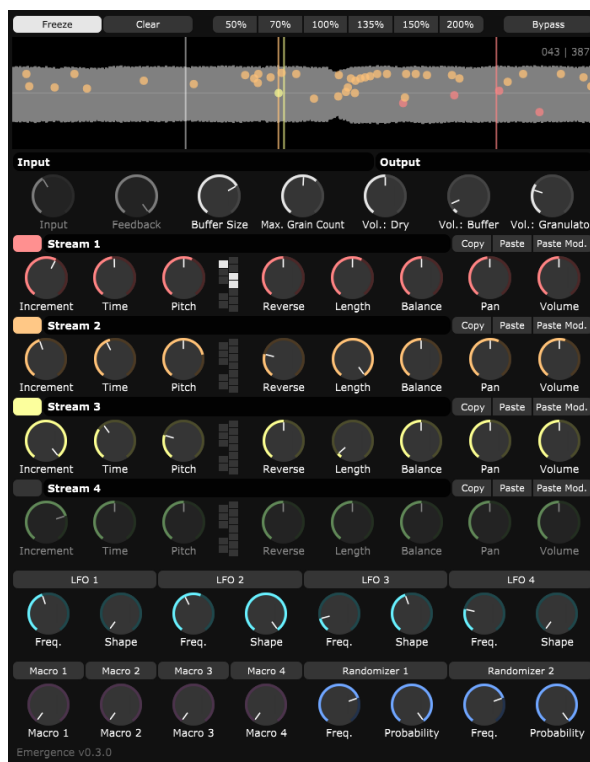 Freeze Clear 50% 70% 100% 135% 150% 200% Bypass
043 | 387
Input Output
Input Feedback Buffer Size Max. Grain Count Vol.: Dry Vol.: Buffer Vol.: Granulato
Stream 1 Copy Paste Paste Mod.
Increment Time Pitch Reverse Length Balance Pan Volume
Stream 2 Copy Paste Paste Mod.
Increment Time Pitch Reverse Length Balance Pan Volume
Stream 3 Copy Paste Paste Mod.
Increment Time Pitch Reverse Length Balance Pan Volume
Stream 4 Copy Paste Paste Mod.
Increment Time Pitch Reverse Length Balance Pan Volume
LFO 1 LFO 2 LFO 3 LFO 4
Freq. Shape Freq. Shape Freq. Shape Freq. Shape
Macro 1 Macro 2 Macro 3 Macro 4 Randomizer 1 Randomizer 2
Macro 1 Macro 2 Macro 3 Macro 4 Freq. Probability Freq. Probability
Emergence v0.3.0